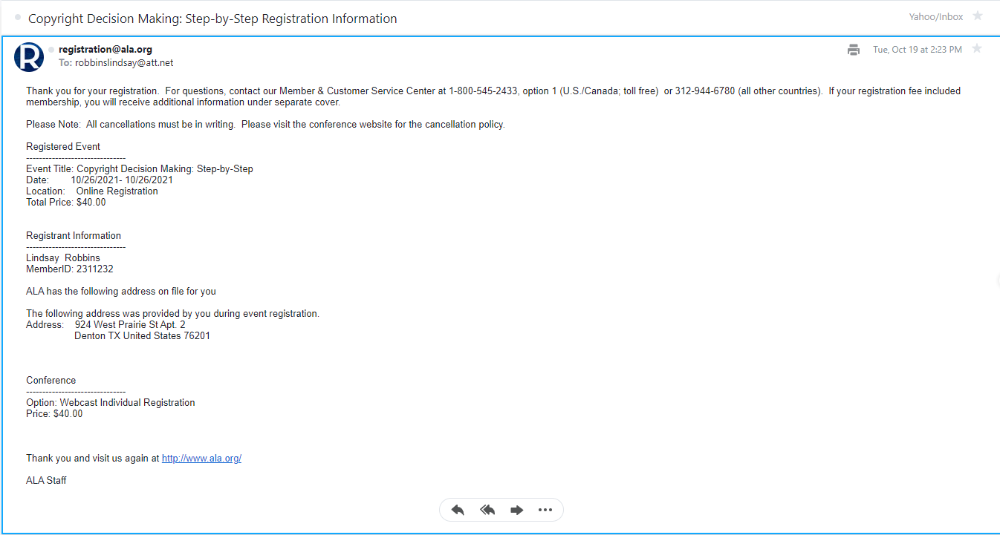 Copyright Decision Making: Step-by-Step Registration Information
Yahoo/Inbox
R
registration@ala.org
Tue, Oct 19 at 2:23 PM
To: robbinslindsay@att.net
Thank you for your registration.  For questions, contact our Member & Customer Service Center at 1-800-545-2433, option 1 (U.S./Canada; toll free)  or 312-944-6780 (all other countries).  If your registration fee included
membership, you will receive additional information under separate cover.
Please Note:  All cancellations must be in writing.  Please visit the conference website for the cancellation policy.
Registered Event
-------------------------------
Event Title: Copyright Decision Making: Step-by-Step
Date:        10/26/2021- 10/26/2021
Location:    Online Registration
Total Price: $40.00
Registrant Information
-------------------------------
Lindsay  Robbins
MemberID: 2311232
ALA has the following address on file for you
The following address was provided by you during event registration.
Address:    924 West Prairie St Apt. 2
Denton TX United States 76201
Conference
-------------------------------
Option: Webcast Individual Registration
Price: $40.00
Thank you and visit us again at http://www.ala.org/
ALA Staff